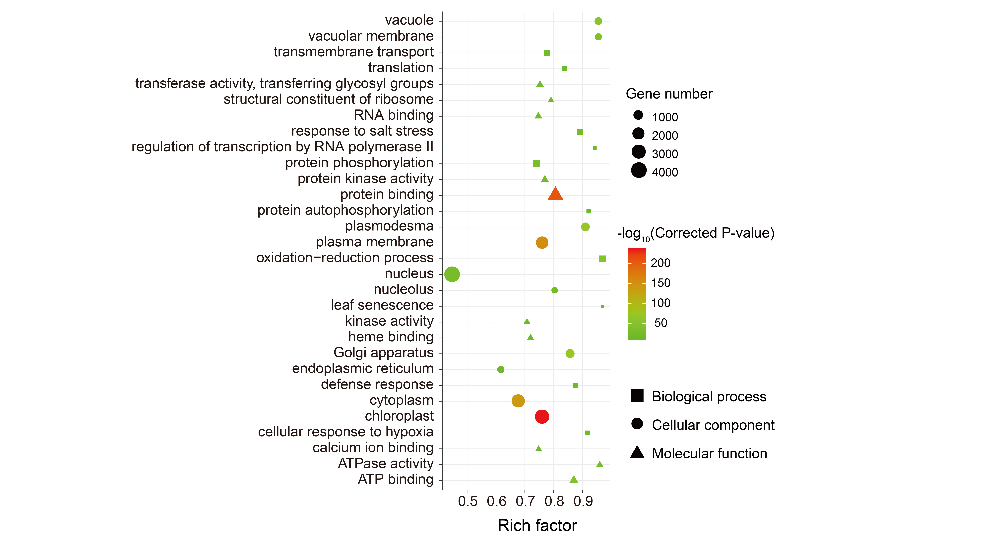 vacuole
vacuolar membrane
transmembrane transport
translation
transferase activity, transferring glycosyl groups
structural constituent of ribosome
RNA binding
response to salt stress
regulation of transcription by RNA polymerase II
protein phosphorylation
protein kinase activity
protein binding
protein autophosphorylation
plasmodesma
plasma membrane
oxidation−reduction process
nucleus
nucleolus
leaf senescence
kinase activity
heme binding
Golgi apparatus
endoplasmic reticulum
defense response
cytoplasm
chloroplast
cellular response to hypoxia
calcium ion binding
ATPase activity
ATP binding
0.5 0.6 0.7 0.8 0.9
Rich factor
Gene number
1000
2000
3000
4000
-log10(Corrected P-value)
200
150
100
50
Biological process
Cellular component
Molecular function